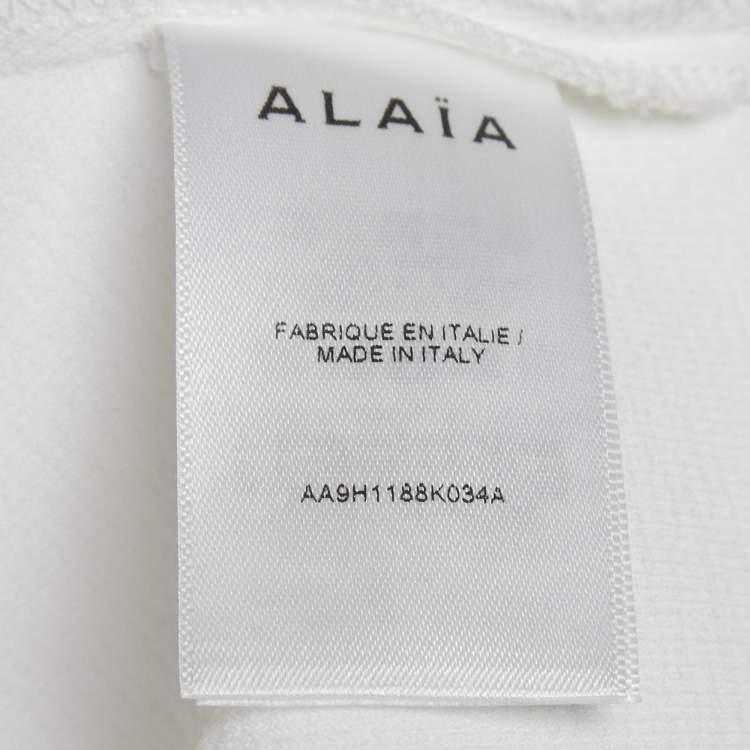 ALAÏA
FABRIQUE EN ITALIE /
MADE IN ITALY
AA9H1188K034A